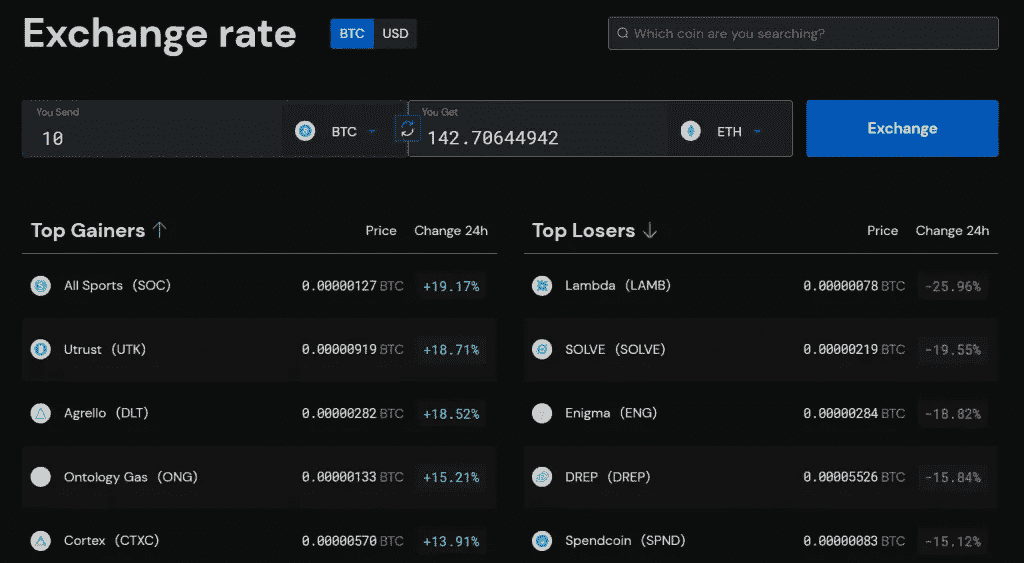 Exchange rate BTC USD Which coin are you searching?
You Send You Get
10 BTC 142.70644942 ETH Exchange
Top Gainers ↑ Price Change 24h
All Sports (SOC) 0.00000127 BTC +19.17%
Utrust (UTK) 0.00000919 BTC +18.71%
Agrello (DLT) 0.00000282 BTC +18.52%
Ontology Gas (ONG) 0.00000133 BTC +15.21%
Cortex (CTXC) 0.00000570 BTC +13.91%
Top Losers ↓ Price Change 24h
Lambda (LAMB) 0.00000078 BTC -25.96%
SOLVE (SOLVE) 0.00000219 BTC -19.55%
Enigma (ENG) 0.00000284 BTC -18.82%
DREP (DREP) 0.00005526 BTC -15.84%
Spendcoin (SPND) 0.00000083 BTC -15.12%